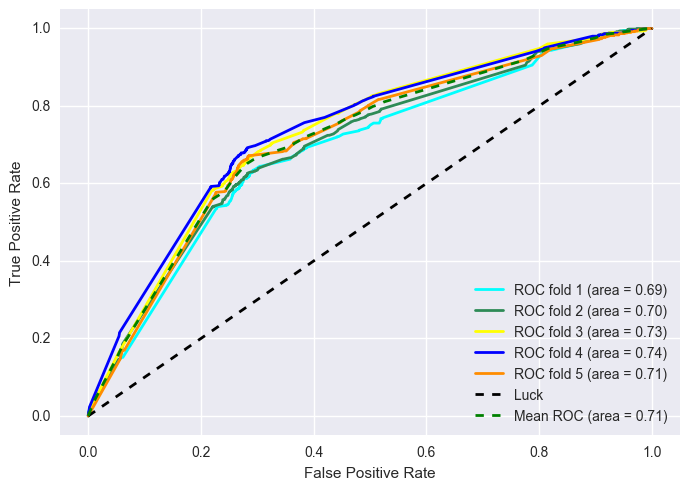 1.0
0.8
0.6
0.4
0.2
0.0
True Positive Rate
ROC fold 1 (area = 0.69)
ROC fold 2 (area = 0.70)
ROC fold 3 (area = 0.73)
ROC fold 4 (area = 0.74)
ROC fold 5 (area = 0.71)
Luck
Mean ROC (area = 0.71)
0.0 0.2 0.4 0.6 0.8 1.0
False Positive Rate